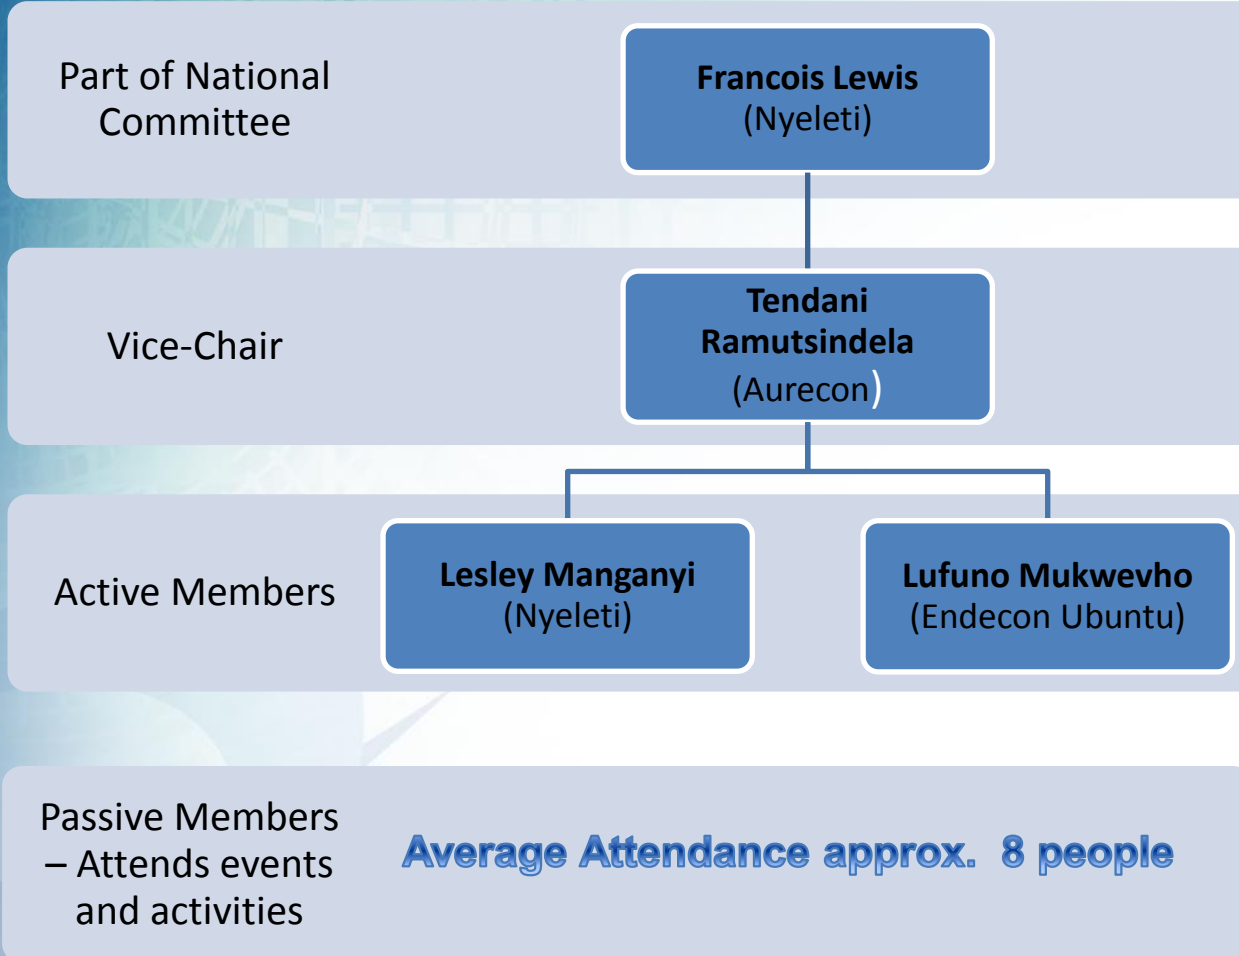 Part of National
Committee
Francois Lewis
(Nyeleti)
Vice-Chair
Tendani
Ramutsindela
(Aurecon)
Active Members
Lesley Manganyi
(Nyeleti)
Lufuno Mukwevho
(Endecon Ubuntu)
Passive Members
– Attends events
and activities
Average Attendance approx. 8 people